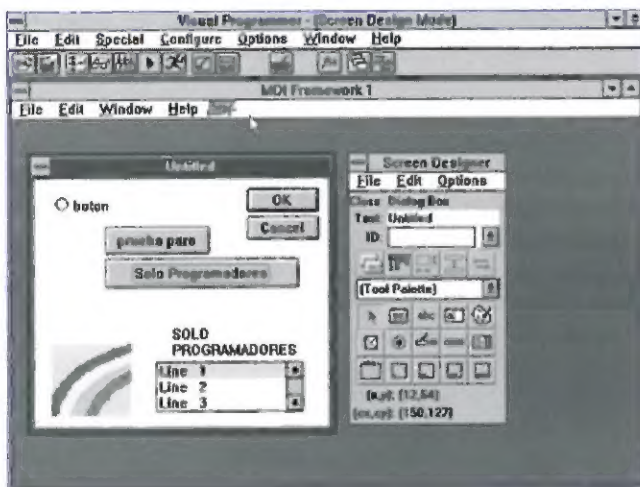 Visual Programmer - [Screen Design Mode]
File Edit Special Configure Options Window Help
MDI Framework 1
File Edit Window Help
Untitled
boton
OK
Cancel
prueba para
Solo Programadores
SOLO
PROGRAMADORES
Line 1
Line 2
Line 3
Screen Designer
File Edit Options
Class: Dialog Box
Text: Untitled
ID:
(Tool Palette)
abc
(x,y): (12,54)
(cx,cy): (150,127)